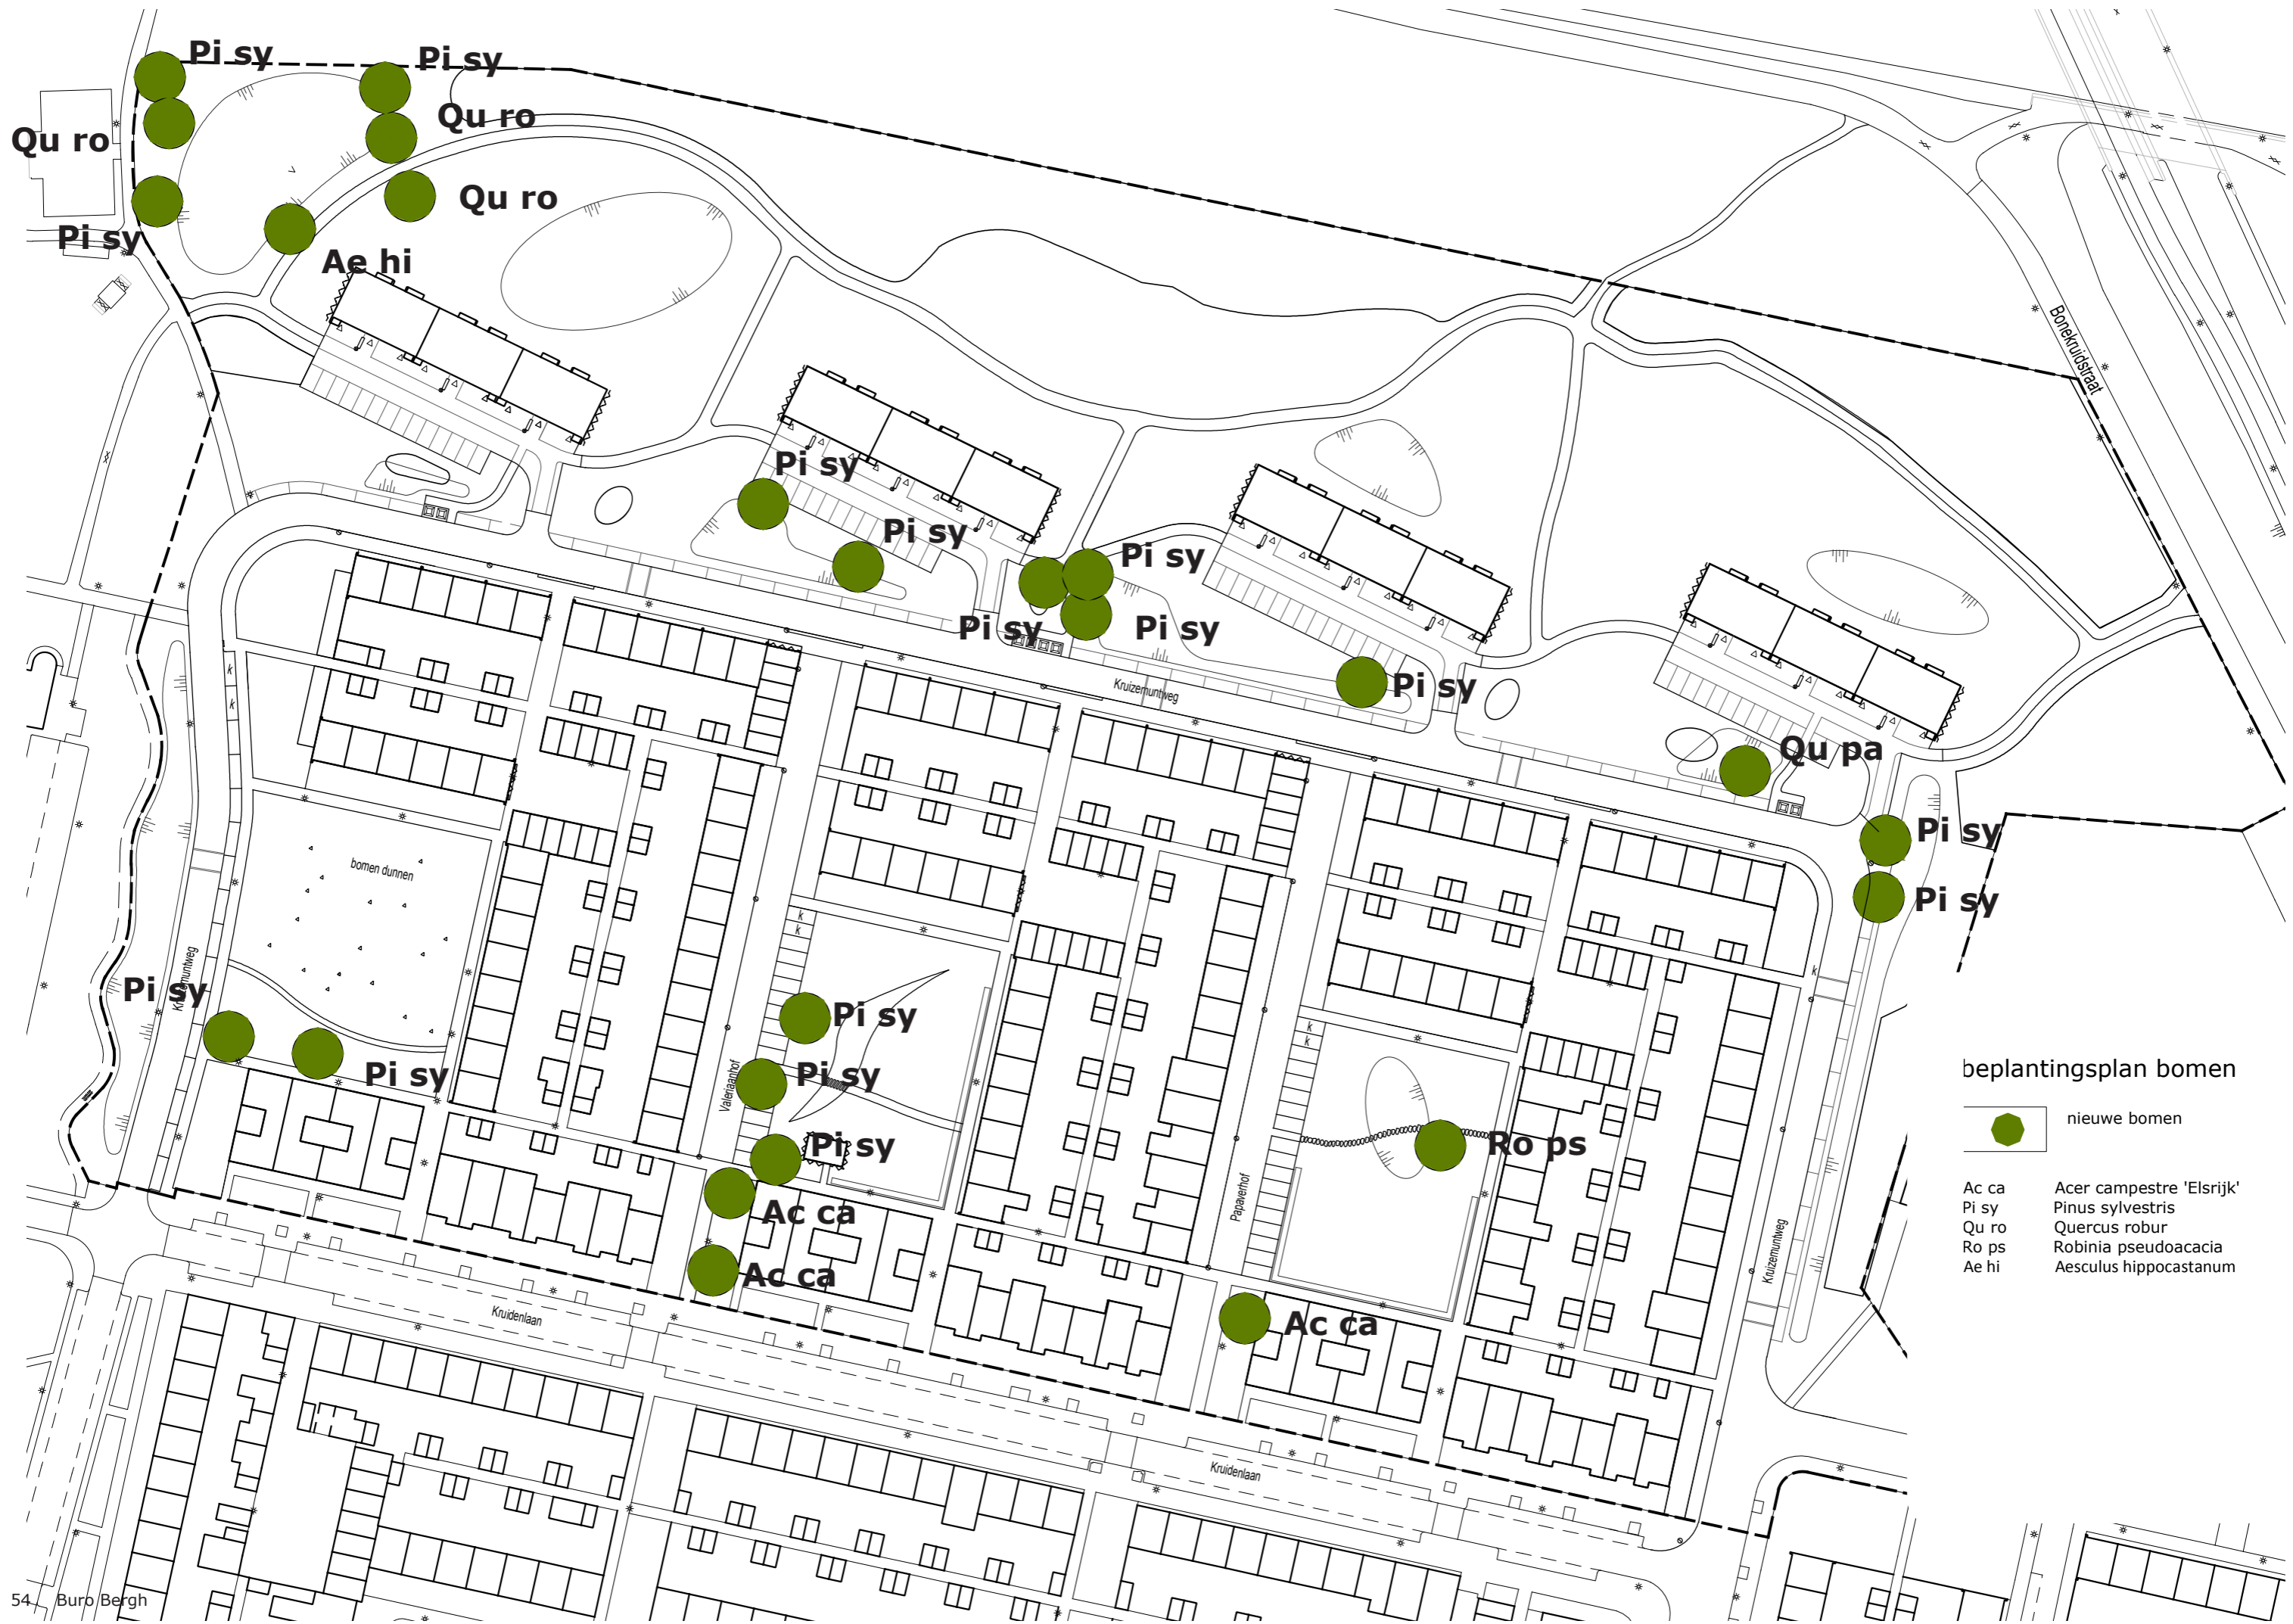 Pi sy
Pi sy
Qu ro
Qu ro
Qu ro
Pi sy
Ae hi
Bonekruidstraat
Pi sy
Pi sy
Pi sy
Pi sy
Pi sy
Kruizemuntweg
Pi sy
Qu pa
Pi sy
bomen dunnen
Pi sy
k
k
k
k
k
k
k
Kruizemuntweg
Pi sy
Pi sy
Pi sy
Valeriaanhof
Pi sy
Pi sy
Ro ps
Papaverhof
Ac ca
Kruizemuntweg
Ac ca
Kruidenlaan
Ac ca
Kruidenlaan
beplantingsplan bomen
nieuwe bomen
Ac ca Acer campestre 'Elsrijk'
Pi sy Pinus sylvestris
Qu ro Quercus robur
Ro ps Robinia pseudoacacia
Ae hi Aesculus hippocastanum
54 Buro Bergh